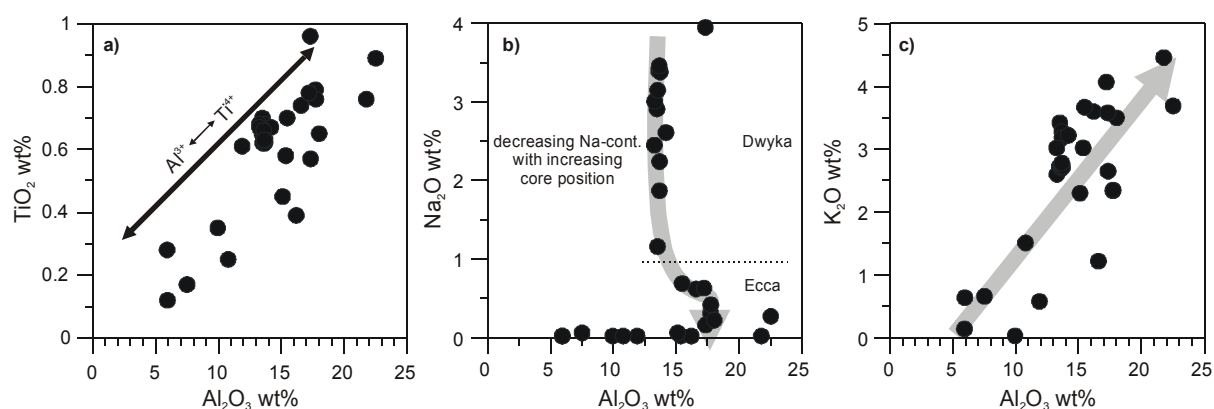 a)
1
0.8
0.6
0.4
0.2
0
TiO2 wt%
Al3+ Ti4+
0 5 10 15 20 25
Al2O3 wt%
b)
4
3
2
1
0
Na2O wt%
decreasing Na-cont.
with increasing
core position
Dwyka
Ecca
0 5 10 15 20 25
Al2O3 wt%
c)
5
4
3
2
1
0
K2O wt%
0 5 10 15 20 25
Al2O3 wt%